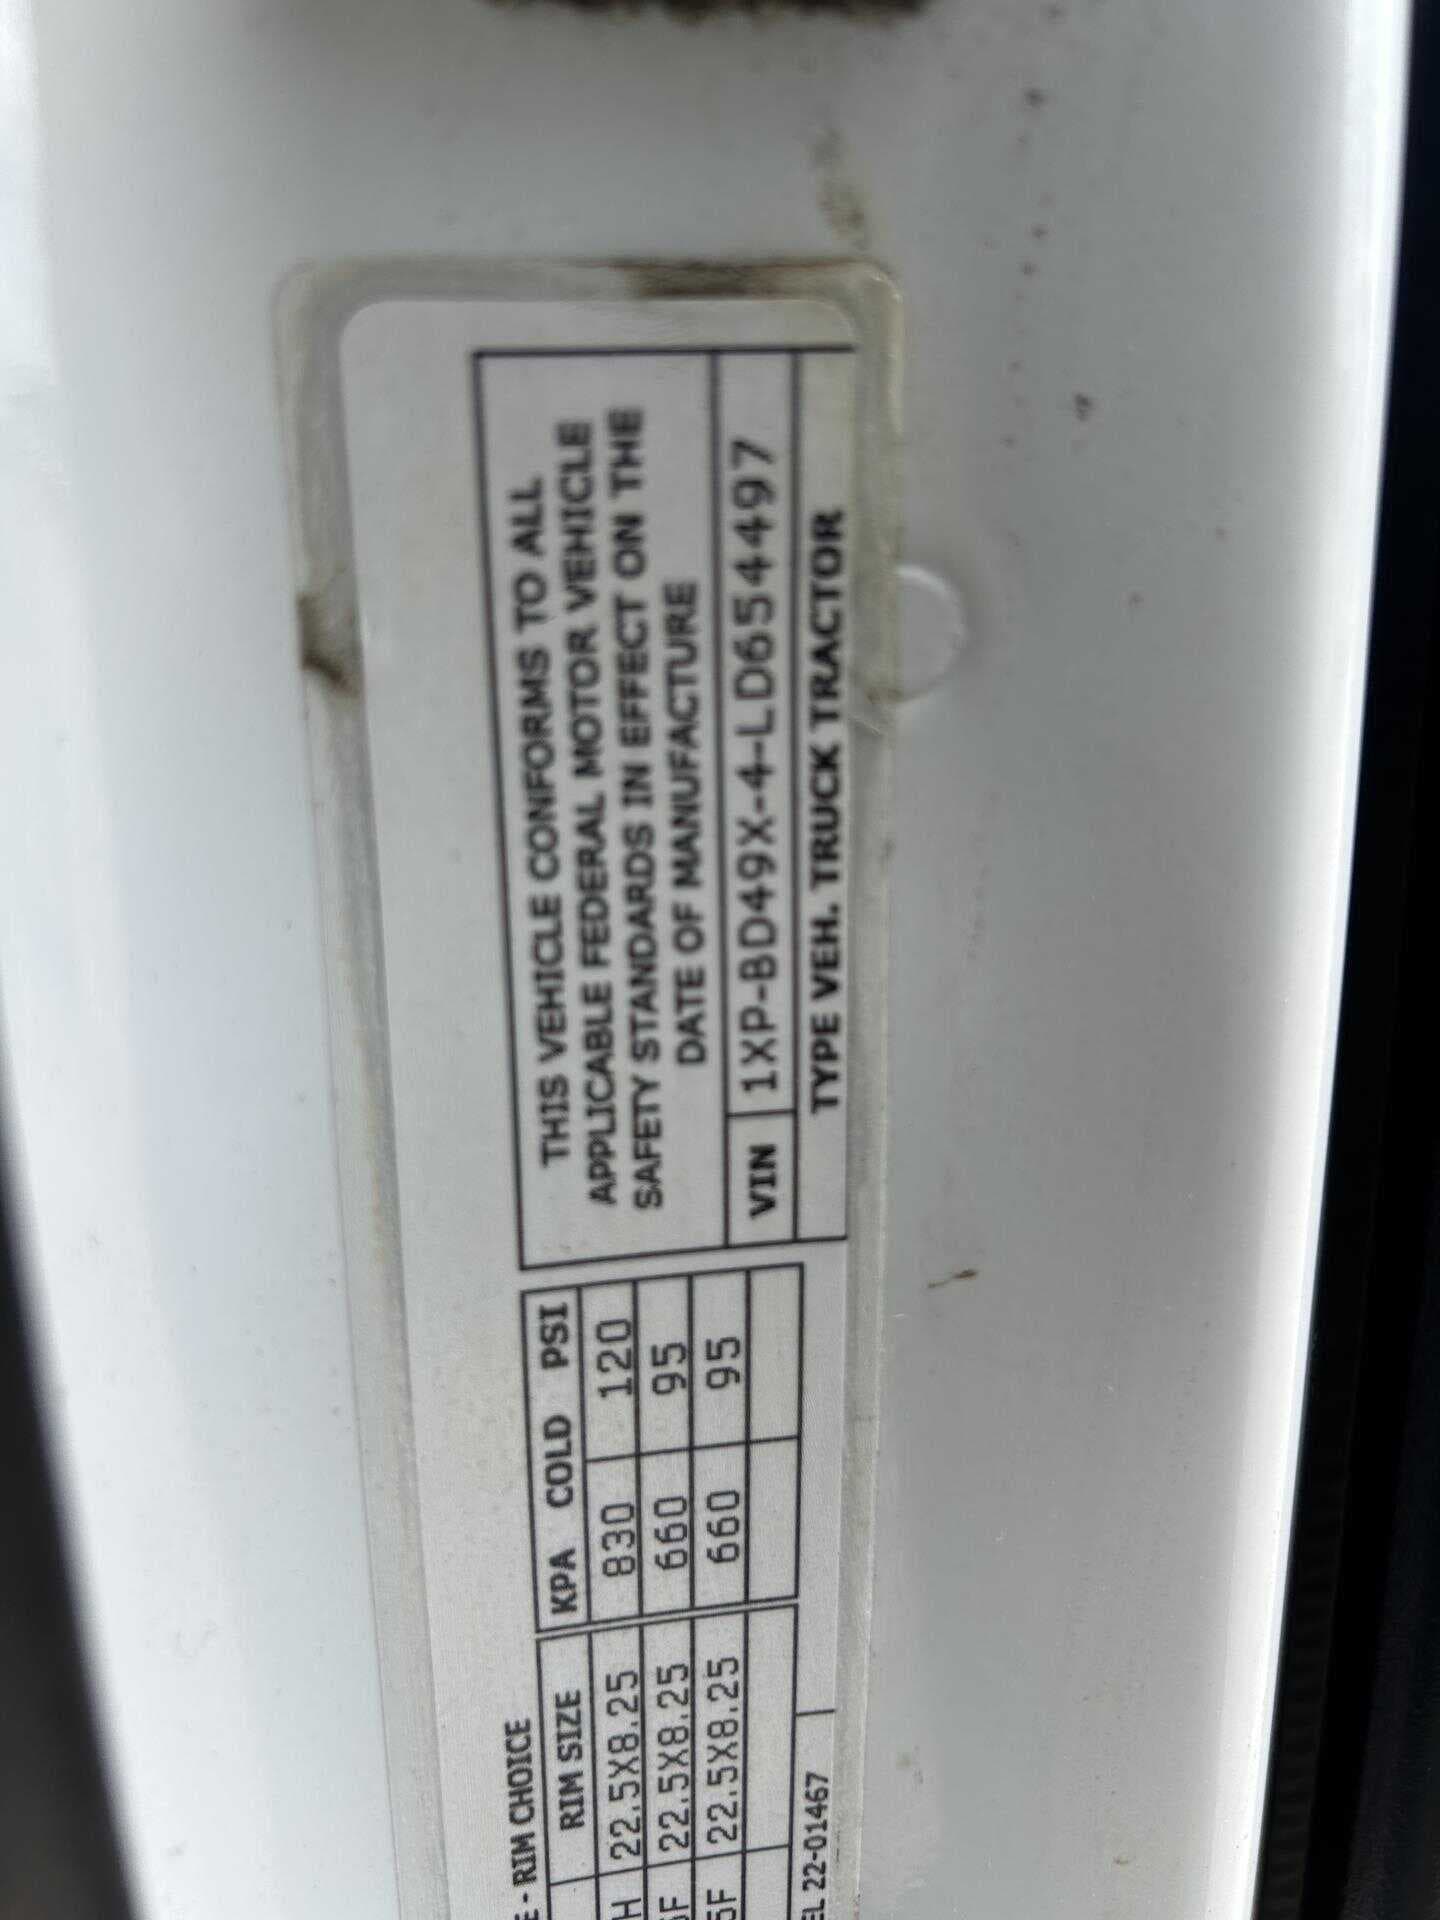 E - RIM CHOICE
RIM SIZE
KPA COLD PSI
H 22.5X8.25 830 120
5F 22.5X8.25 660 95
5F 22.5X8.25 660 95
EL 22-01467
THIS VEHICLE CONFORMS TO ALL
APPLICABLE FEDERAL MOTOR VEHICLE
SAFETY STANDARDS IN EFFECT ON THE
DATE OF MANUFACTURE
VIN 1XP-BD49X-4-LD654497
TYPE VEH. TRUCK TRACTOR